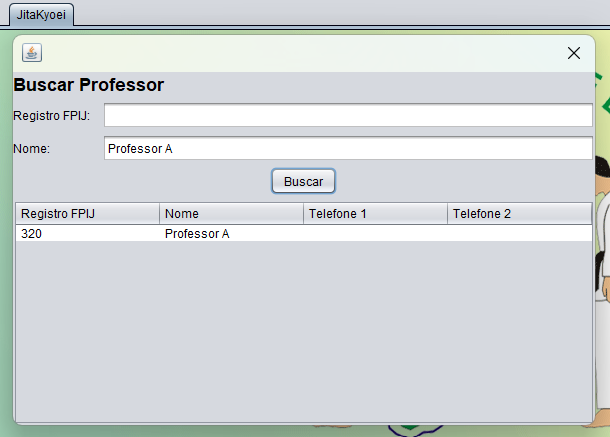 JitaKyoei
Buscar Professor
Registro FPIJ:
Nome: Professor A
Buscar
Registro FPIJ Nome Telefone 1 Telefone 2
320 Professor A